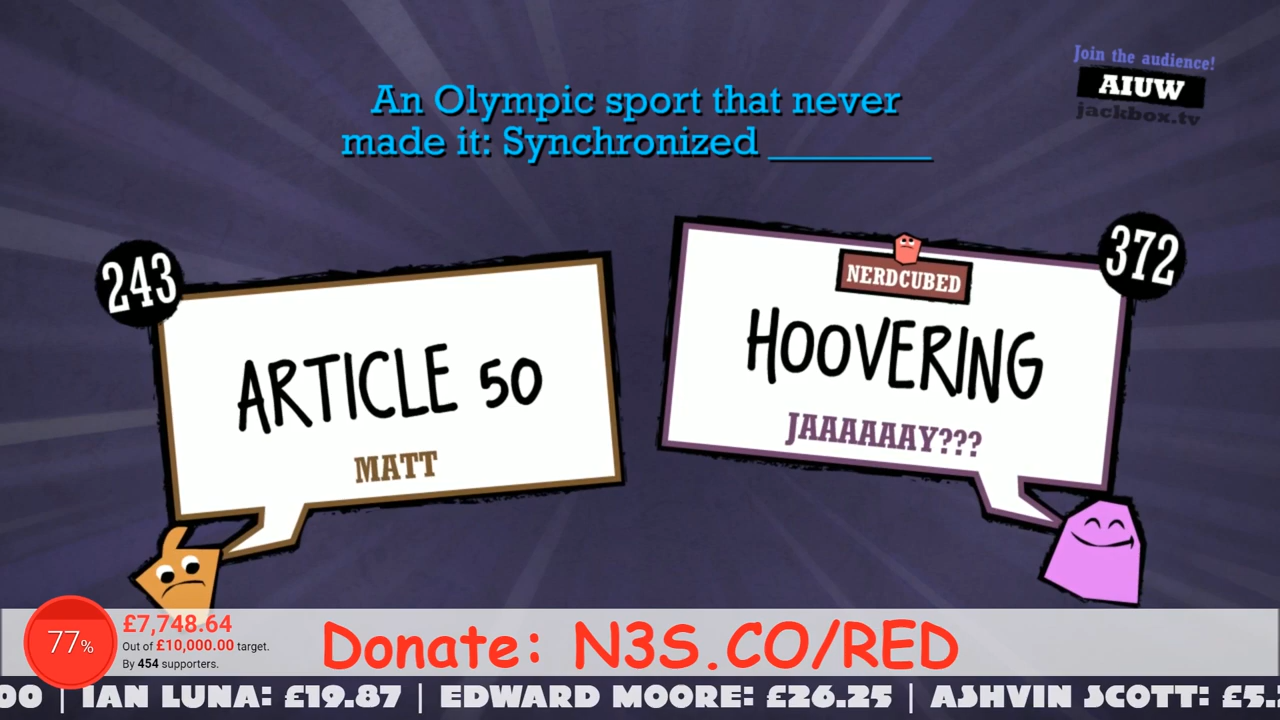 Join the audience!
AIUW
jackbox.tv
An Olympic sport that never
made it: Synchronized ________
243
ARTICLE 50
MATT
372
NERDCUBED
HOOVERING
JAAAAAAY???
77%
£7,748.64
Out of £10,000.00 target.
By 454 supporters.
Donate: N3S.CO/RED
00 | IAN LUNA: £19.87 | EDWARD MOORE: £26.25 | ASHVIN SCOTT: £5.